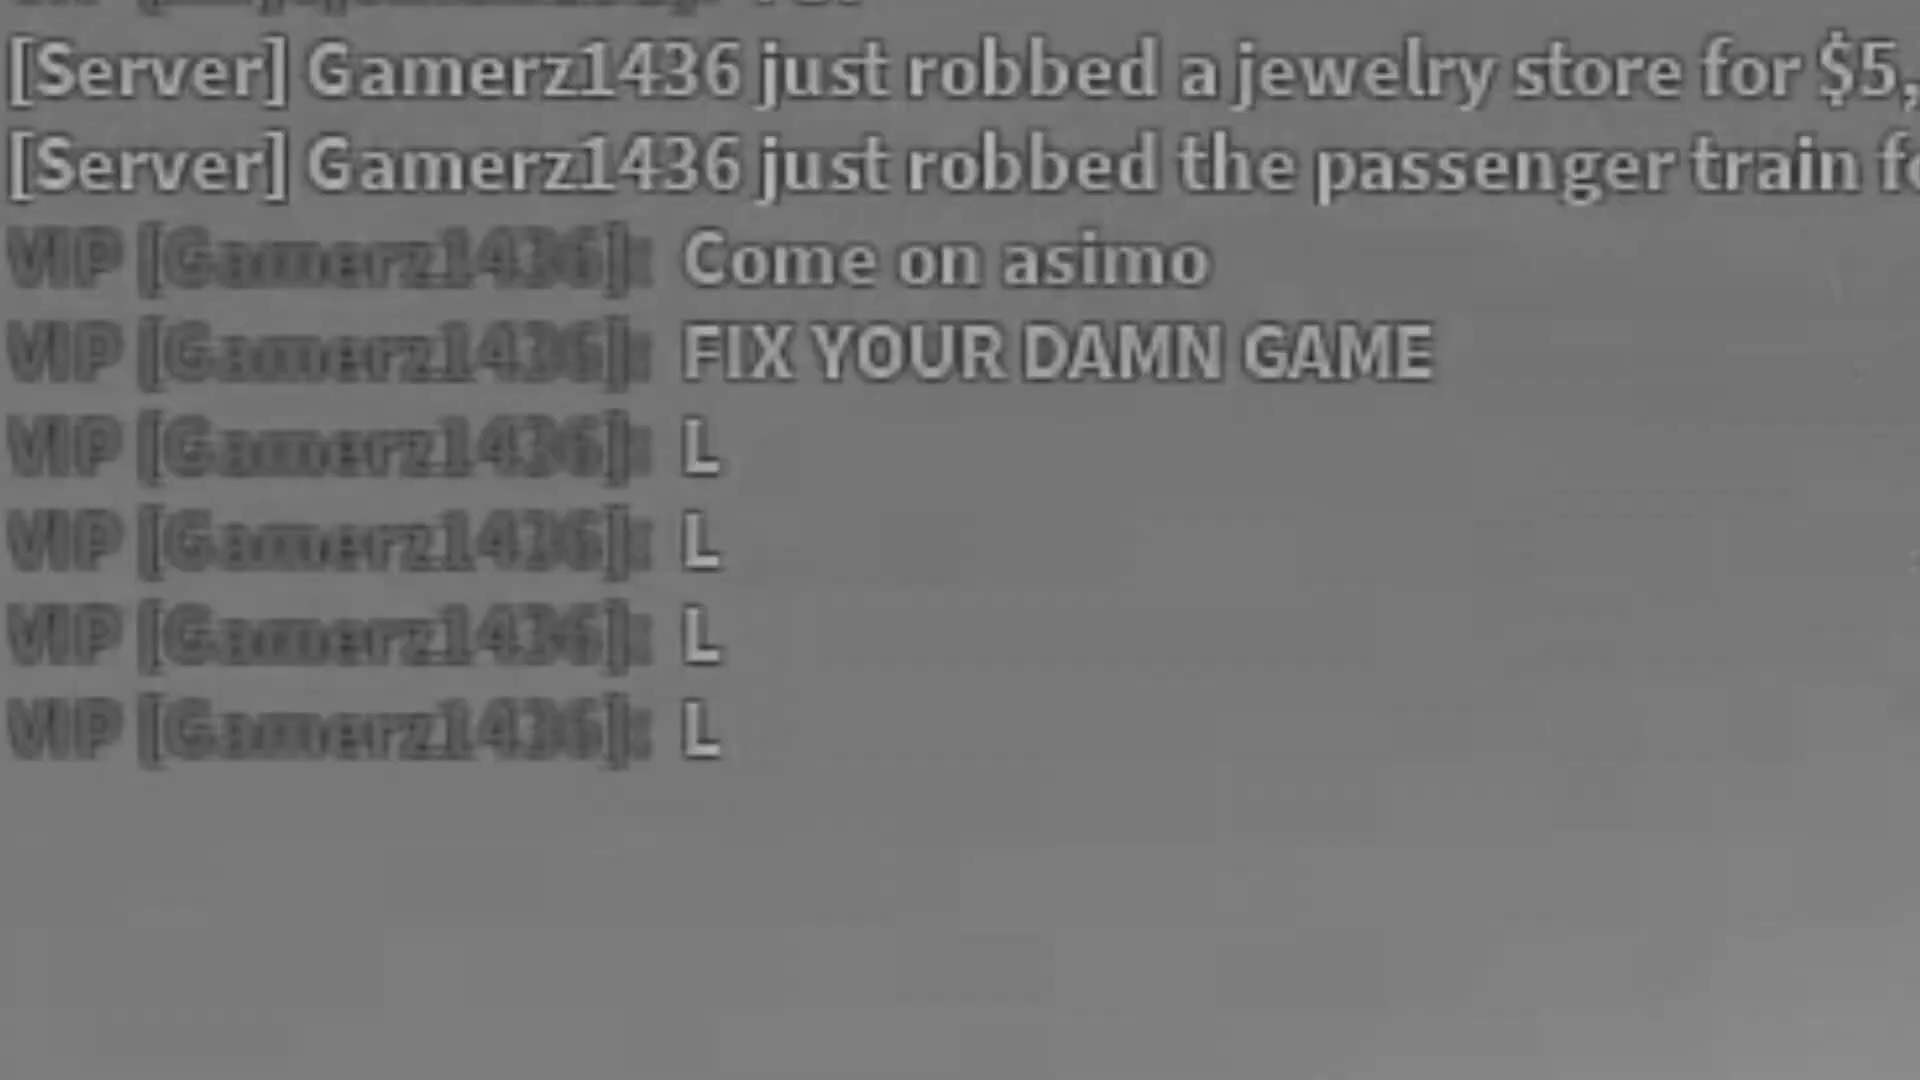 [Server] Gamerz1436 just robbed a jewelry store for $5,
[Server] Gamerz1436 just robbed the passenger train
VIP [Gamerz1436]: Come on asimo
VIP [Gamerz1436]: FIX YOUR DAMN GAME
VIP [Gamerz1436]: L
VIP [Gamerz1436]: L
VIP [Gamerz1436]: L
VIP [Gamerz1436]: L